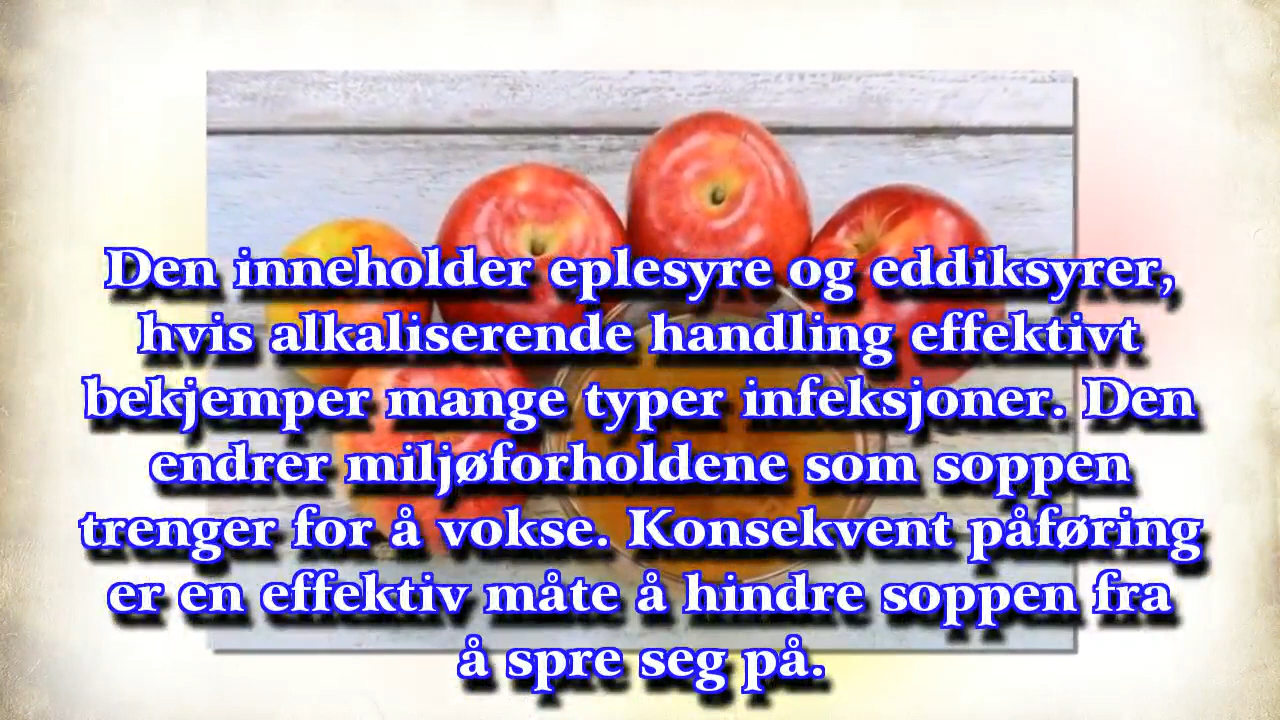 Den inneholder eplesyre og eddiksyrer,
hvis alkaliserende handling effektivt
bekjemper mange typer infeksjoner. Den
endrer miljøforholdene som soppen
trenger for å vokse. Konsekvent påføring
er en effektiv måte å hindre soppen fra
å spre seg på.